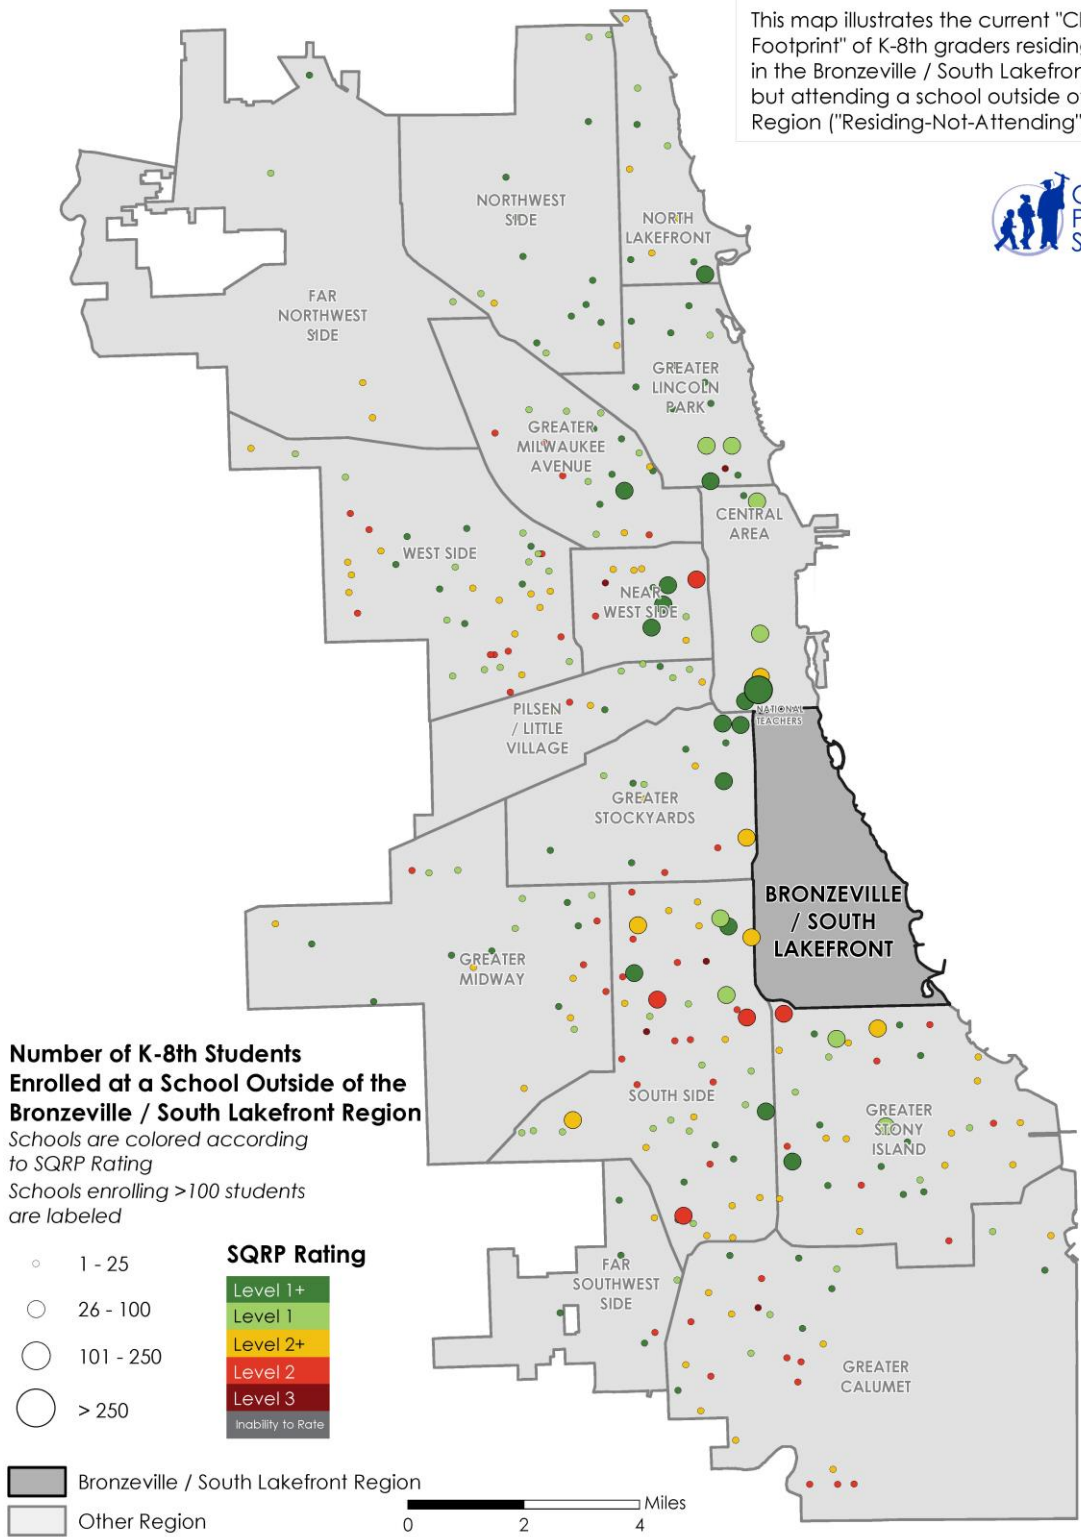 This map illustrates the current "C
Footprint" of K-8th graders residing
in the Bronzeville / South Lakefron
but attending a school outside o
Region ("Residing-Not-Attending"
NORTHWEST
SIDE
NORTH
LAKEFRONT
FAR
NORTHWEST
SIDE
GREATER
LINCOLN
PARK
GREATER
MILWAUKEE
AVENUE
CENTRAL
AREA
WEST SIDE
NEAR
WEST SIDE
PILSEN
/ LITTLE
VILLAGE
NATIONAL
TEACHERS
GREATER
STOCKYARDS
BRONZEVILLE
/ SOUTH
LAKEFRONT
GREATER
MIDWAY
Number of K-8th Students
Enrolled at a School Outside of the
Bronzeville / South Lakefront Region
Schools are colored according
to SQRP Rating
Schools enrolling >100 students
are labeled
SOUTH SIDE
GREATER
STONY
ISLAND
1 - 25
26 - 100
101 - 250
> 250
SQRP Rating
Level 1+
Level 1
Level 2+
Level 2
Level 3
Inability to Rate
FAR
SOUTHWEST
SIDE
GREATER
CALUMET
Bronzeville / South Lakefront Region
Other Region
Miles
0 2 4